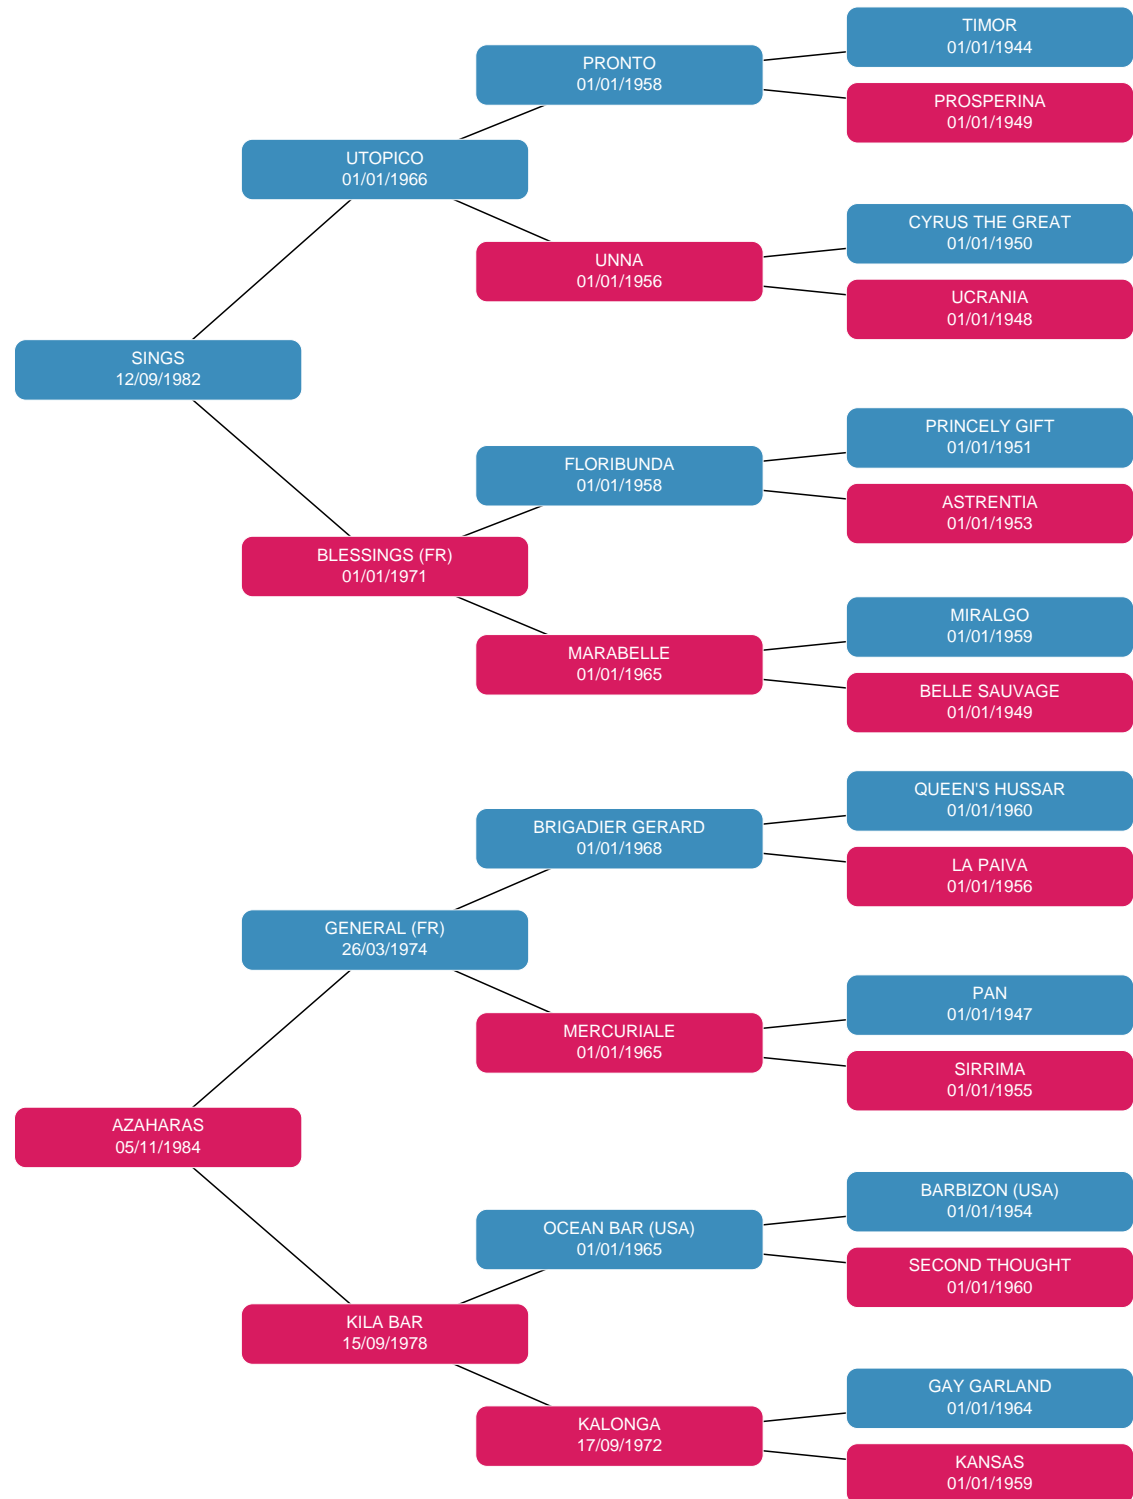 TIMOR
01/01/1944
PRONTO
01/01/1958
PROSPERINA
01/01/1949
UTOPICO
01/01/1966
CYRUS THE GREAT
01/01/1950
UNNA
01/01/1956
UCRANIA
01/01/1948
SINGS
12/09/1982
PRINCELY GIFT
01/01/1951
FLORIBUNDA
01/01/1958
ASTRENTIA
01/01/1953
BLESSINGS (FR)
01/01/1971
MIRALGO
01/01/1959
MARABELLE
01/01/1965
BELLE SAUVAGE
01/01/1949
QUEEN'S HUSSAR
01/01/1960
BRIGADIER GERARD
01/01/1968
LA PAIVA
01/01/1956
GENERAL (FR)
26/03/1974
PAN
01/01/1947
MERCURIALE
01/01/1965
SIRRIMA
01/01/1955
AZAHARAS
05/11/1984
BARBIZON (USA)
01/01/1954
OCEAN BAR (USA)
01/01/1965
SECOND THOUGHT
01/01/1960
KILA BAR
15/09/1978
GAY GARLAND
01/01/1964
KALONGA
17/09/1972
KANSAS
01/01/1959